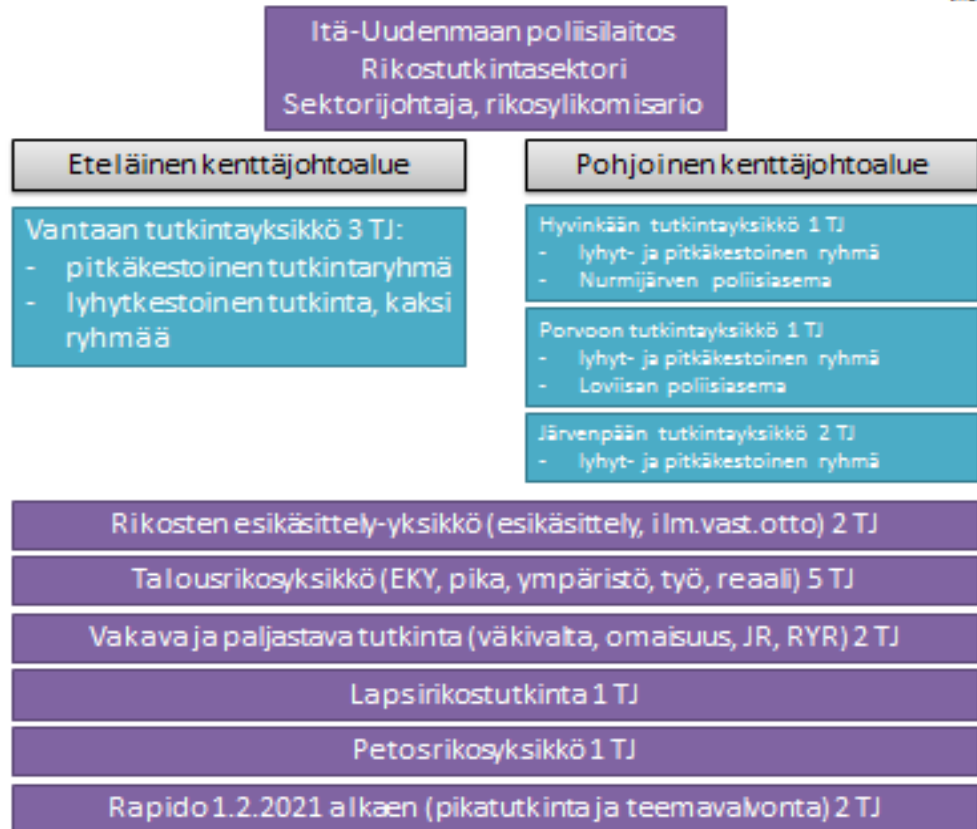 Itä-Uudenmaan poliisilaitos
Rikostutkintasektori
Sektorijohtaja, rikosylikomisario
Eteläinen kenttäjohtoalue
Vantaan tutkintayksikkö 3 TJ:
- pitkäkestoinen tutkintaryhmä
- lyhytkestoinen tutkinta, kaksi
ryhmää
Pohjoinen kenttäjohtoalue
Hyvinkään tutkintayksikkö 1 TJ
- lyhyt- ja pitkäkestoinen ryhmä
- Nurmijärven poliisiasema
Porvoon tutkintayksikkö 1 TJ
- lyhyt- ja pitkäkestoinen ryhmä
- Loviisan poliisiasema
Järvenpään tutkintayksikkö 2 TJ
- lyhyt- ja pitkäkestoinen ryhmä
Rikosten esikäsittely-yksikkö (esikäsittely, ilm.vast.otto) 2 TJ
Talousrikosyksikkö (EKY, pika, ympäristö, työ, reaali) 5 TJ
Vakava ja paljastava tutkinta (väkivalta, omaisuus, JR, RYR) 2 TJ
Lapsirikostutkinta 1 TJ
Petosrikosyksikkö 1 TJ
Rapido 1.2.2021 alkaen (pikatutkinta ja teemavalvonta) 2 TJ